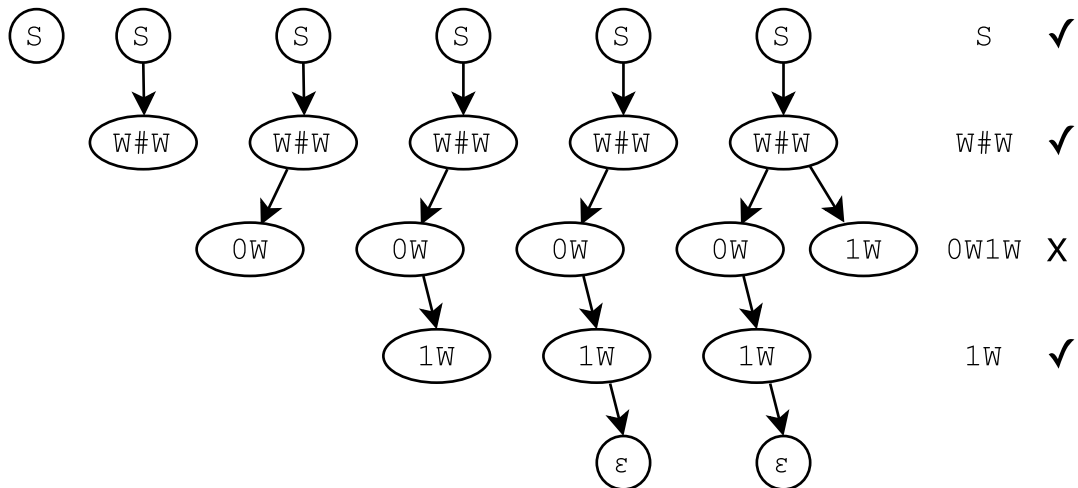 S S S S S S S ✓
W#W W#W W#W W#W W#W W#W ✓
0W 0W 0W 0W 1W 0W1W X
1W 1W 1W 1W ✓
ε ε